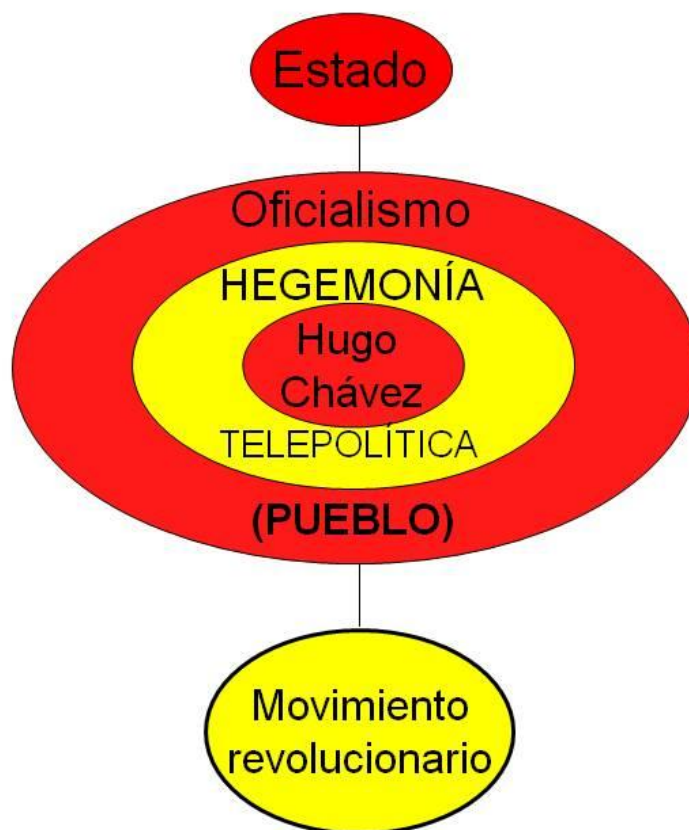 Estado
Oficialismo
HEGEMONÍA
Hugo
Chávez
TELEPOLÍTICA
(PUEBLO)
Movimiento
revolucionario